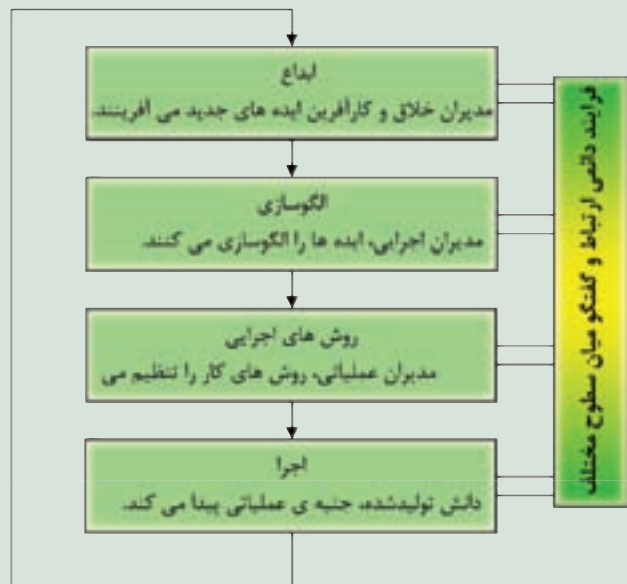 ابداع
مدیران خلاق و کارآفرین ایده های جدید می آفرینند.
الگوسازی
مدیران اجرایی، ایده ها را الگوسازی می کنند.
روش های اجرایی
مدیران عملیاتی، روش های کار را تنظیم می
اجرا
دانش تولیدشده، جنبه ی عملیاتی پیدا می کند.
فرایند دائمی ارتباط و گفتگو میان سطوح مختلف